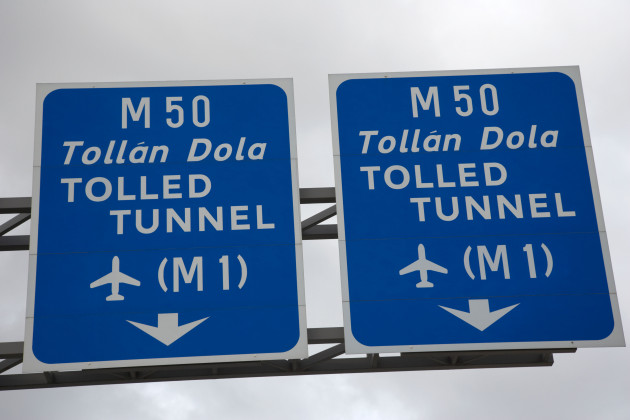 M 50
Tollán Dola
TOLLED
TUNNEL
(M 1)
M 50
Tollán Dola
TOLLED
TUNNEL
(M 1)